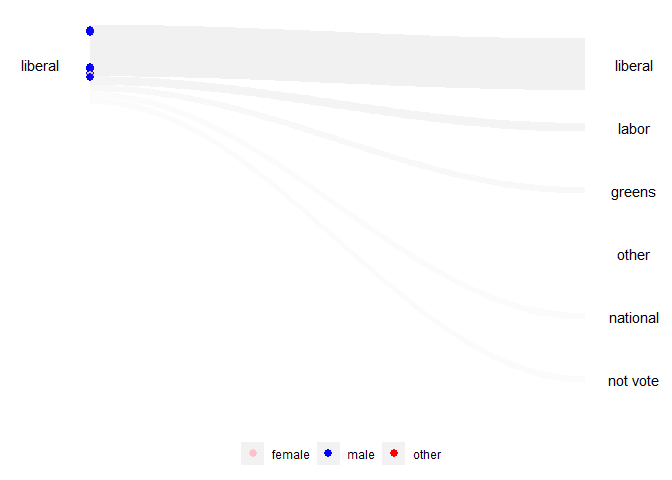 liberal
liberal
labor
greens
other
national
not vote
female male other